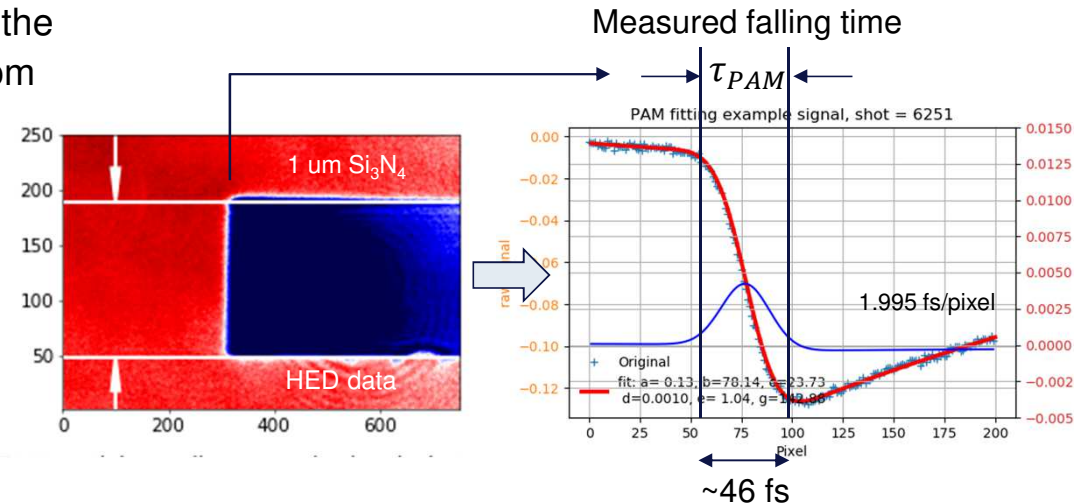 the
om
Measured falling time
τ_PAM
PAM fitting example signal, shot = 6251
250
200
150
100
50
0
0 200 400 600
1 um Si₃N₄
HED data
0.00
−0.02
−0.04
.06
−0.08
−0.10
−0.12
0.0150
0.0125
0.0100
0.0075
0.0050
0.0025
0.0000
−0.002
−0.005
1.995 fs/pixel
Original
fit: a= 0.13, b=78.14, c=23.73
d=0.0010, e= 1.04, g=
0 25 50 75 100 125 150 175 200
Pixel
~46 fs